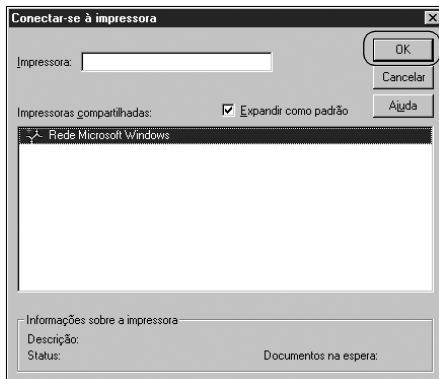 Conectar-se à impressora
Impressora:
OK
Cancelar
Impressoras compartilhadas:
Expandir como padrão
Ajuda
Rede Microsoft Windows
Informações sobre a impressora
Descrição:
Status:
Documentos na espera: